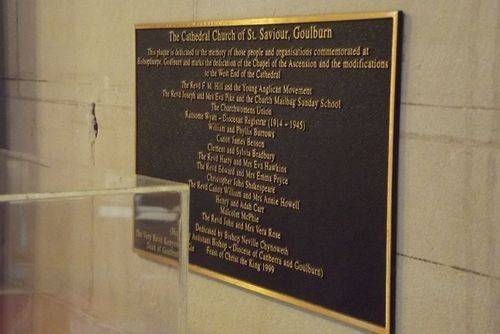 The Cathedral Church of St. Saviour, Goulburn
This plaque is dedicated to the memory of those people and organisations commemorated at
Bishopthorpe, Goulburn and marks the dedication of the Chapel of the Ascension and the modifications
to the West End of the Cathedral
The Revd F. M. Hill and the Young Anglican Movement
The Revd Joseph and Mrs Eva Pike and the Church Mailbag Sunday School
The Churchwomens Union
Ransome Wyatt - Diocesan Registrar (1914 - 1945)
William and Phyllis Burrows
Canon James Benson
Clement and Sylvia Bradbury
The Revd Harry and Mrs Eva Hawkins
The Revd Edward and Mrs Emma Pryce
Christopher John Shakespeare
The Revd Canon William and Mrs Annie Howell
Henry and Adah Carr
Malcolm McPhie
The Revd John and Mrs Vera Rose
Dedicated by Bishop Neville Chynoweth
Assistant Bishop - Diocese of Canberra and Goulburn)
The Very Revd
Dean of
Feast of Christ the King 1999